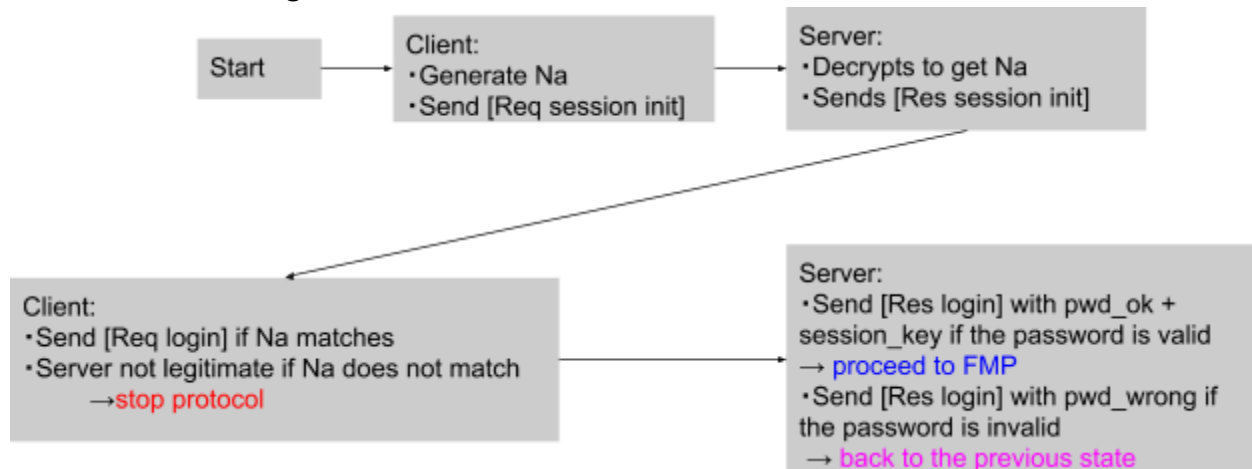 Start
Client:
・Generate Na
・Send [Req session init]
Server:
・Decrypts to get Na
・Sends [Res session init]
Client:
・Send [Req login] if Na matches
・Server not legitimate if Na does not match
→stop protocol
Server:
・Send [Res login] with pwd_ok +
session_key if the password is valid
→ proceed to FMP
・Send [Res login] with pwd_wrong if
the password is invalid
→ back to the previous state